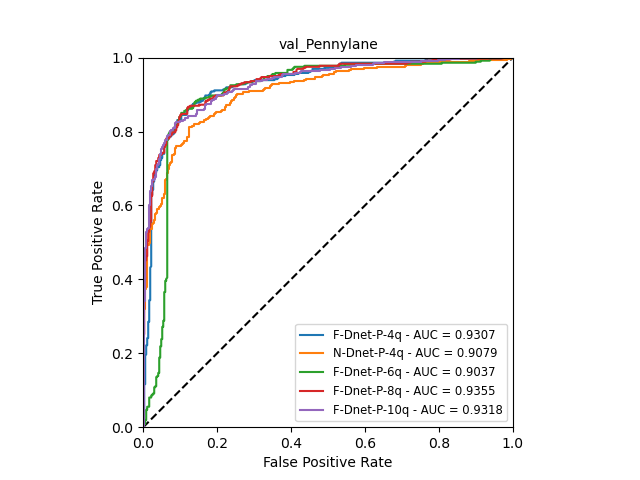 val_Pennylane
True Positive Rate
1.0
0.8
0.6
0.4
0.2
0.0
F-Dnet-P-4q - AUC = 0.9307
N-Dnet-P-4q - AUC = 0.9079
F-Dnet-P-6q - AUC = 0.9037
F-Dnet-P-8q - AUC = 0.9355
F-Dnet-P-10q - AUC = 0.9318
0.0 0.2 0.4 0.6 0.8 1.0
False Positive Rate